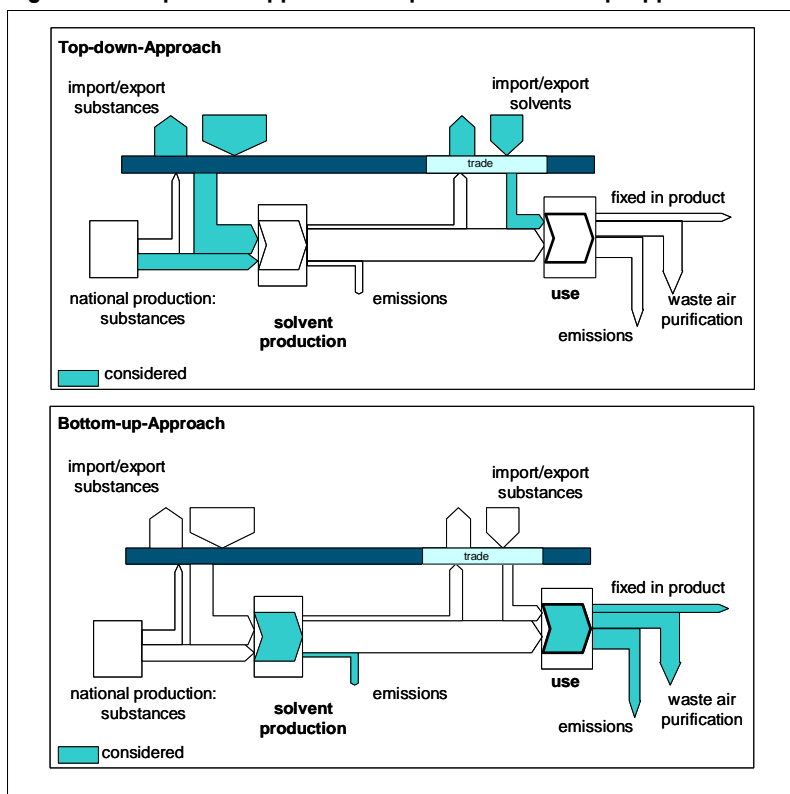 Top-down-Approach
import/export
substances
import/export
solvents
trade
fixed in product
national production:
substances
emissions
solvent
production
use
waste air
purification
emissions
considered
Bottom-up-Approach
import/export
substances
import/export
substances
trade
fixed in product
national production:
substances
emissions
solvent
production
use
waste air
purification
emissions
considered